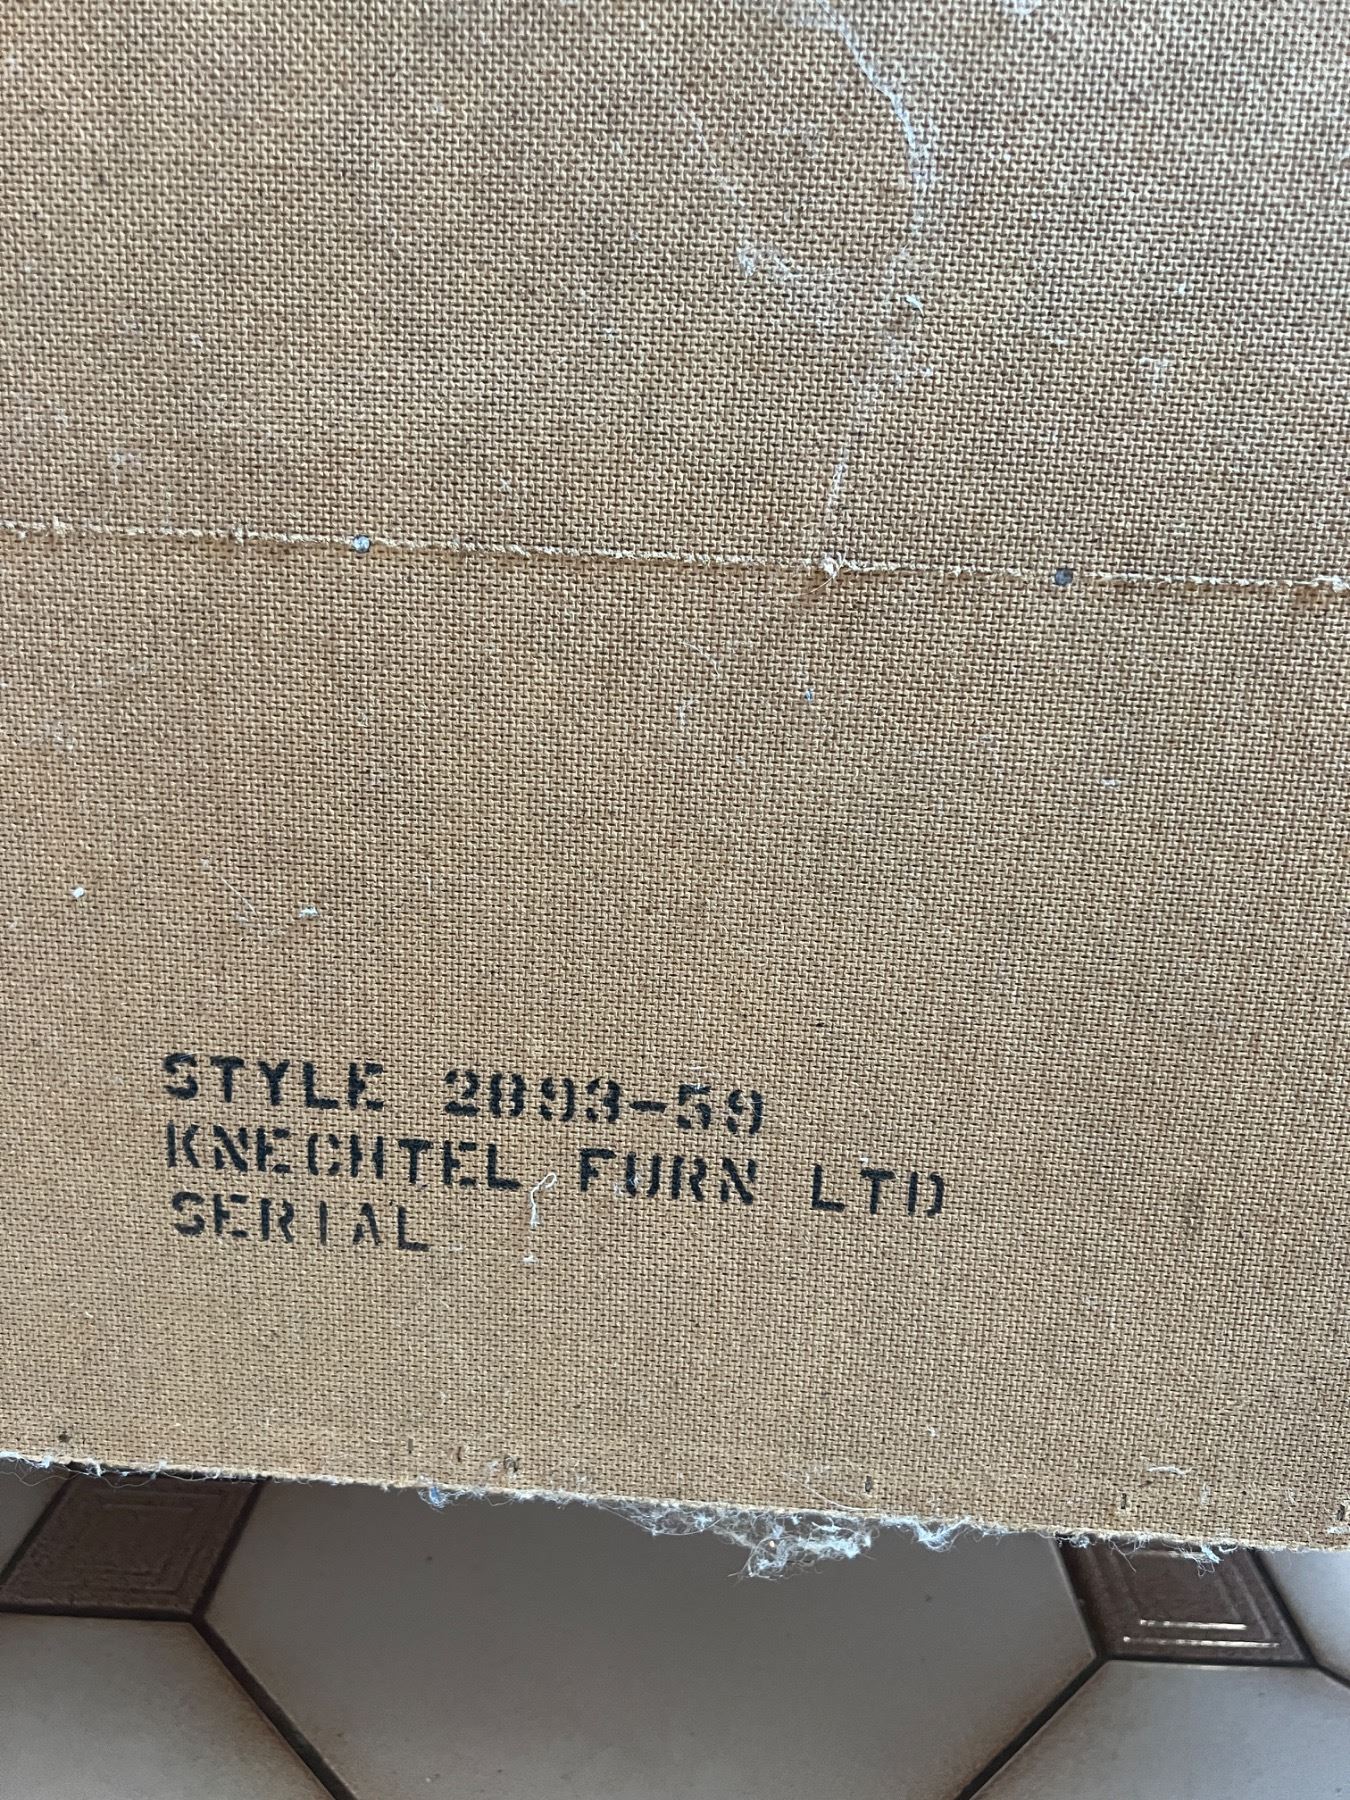 STYLE 2893-59
KNECHTEL FURN LTD
SERIAL